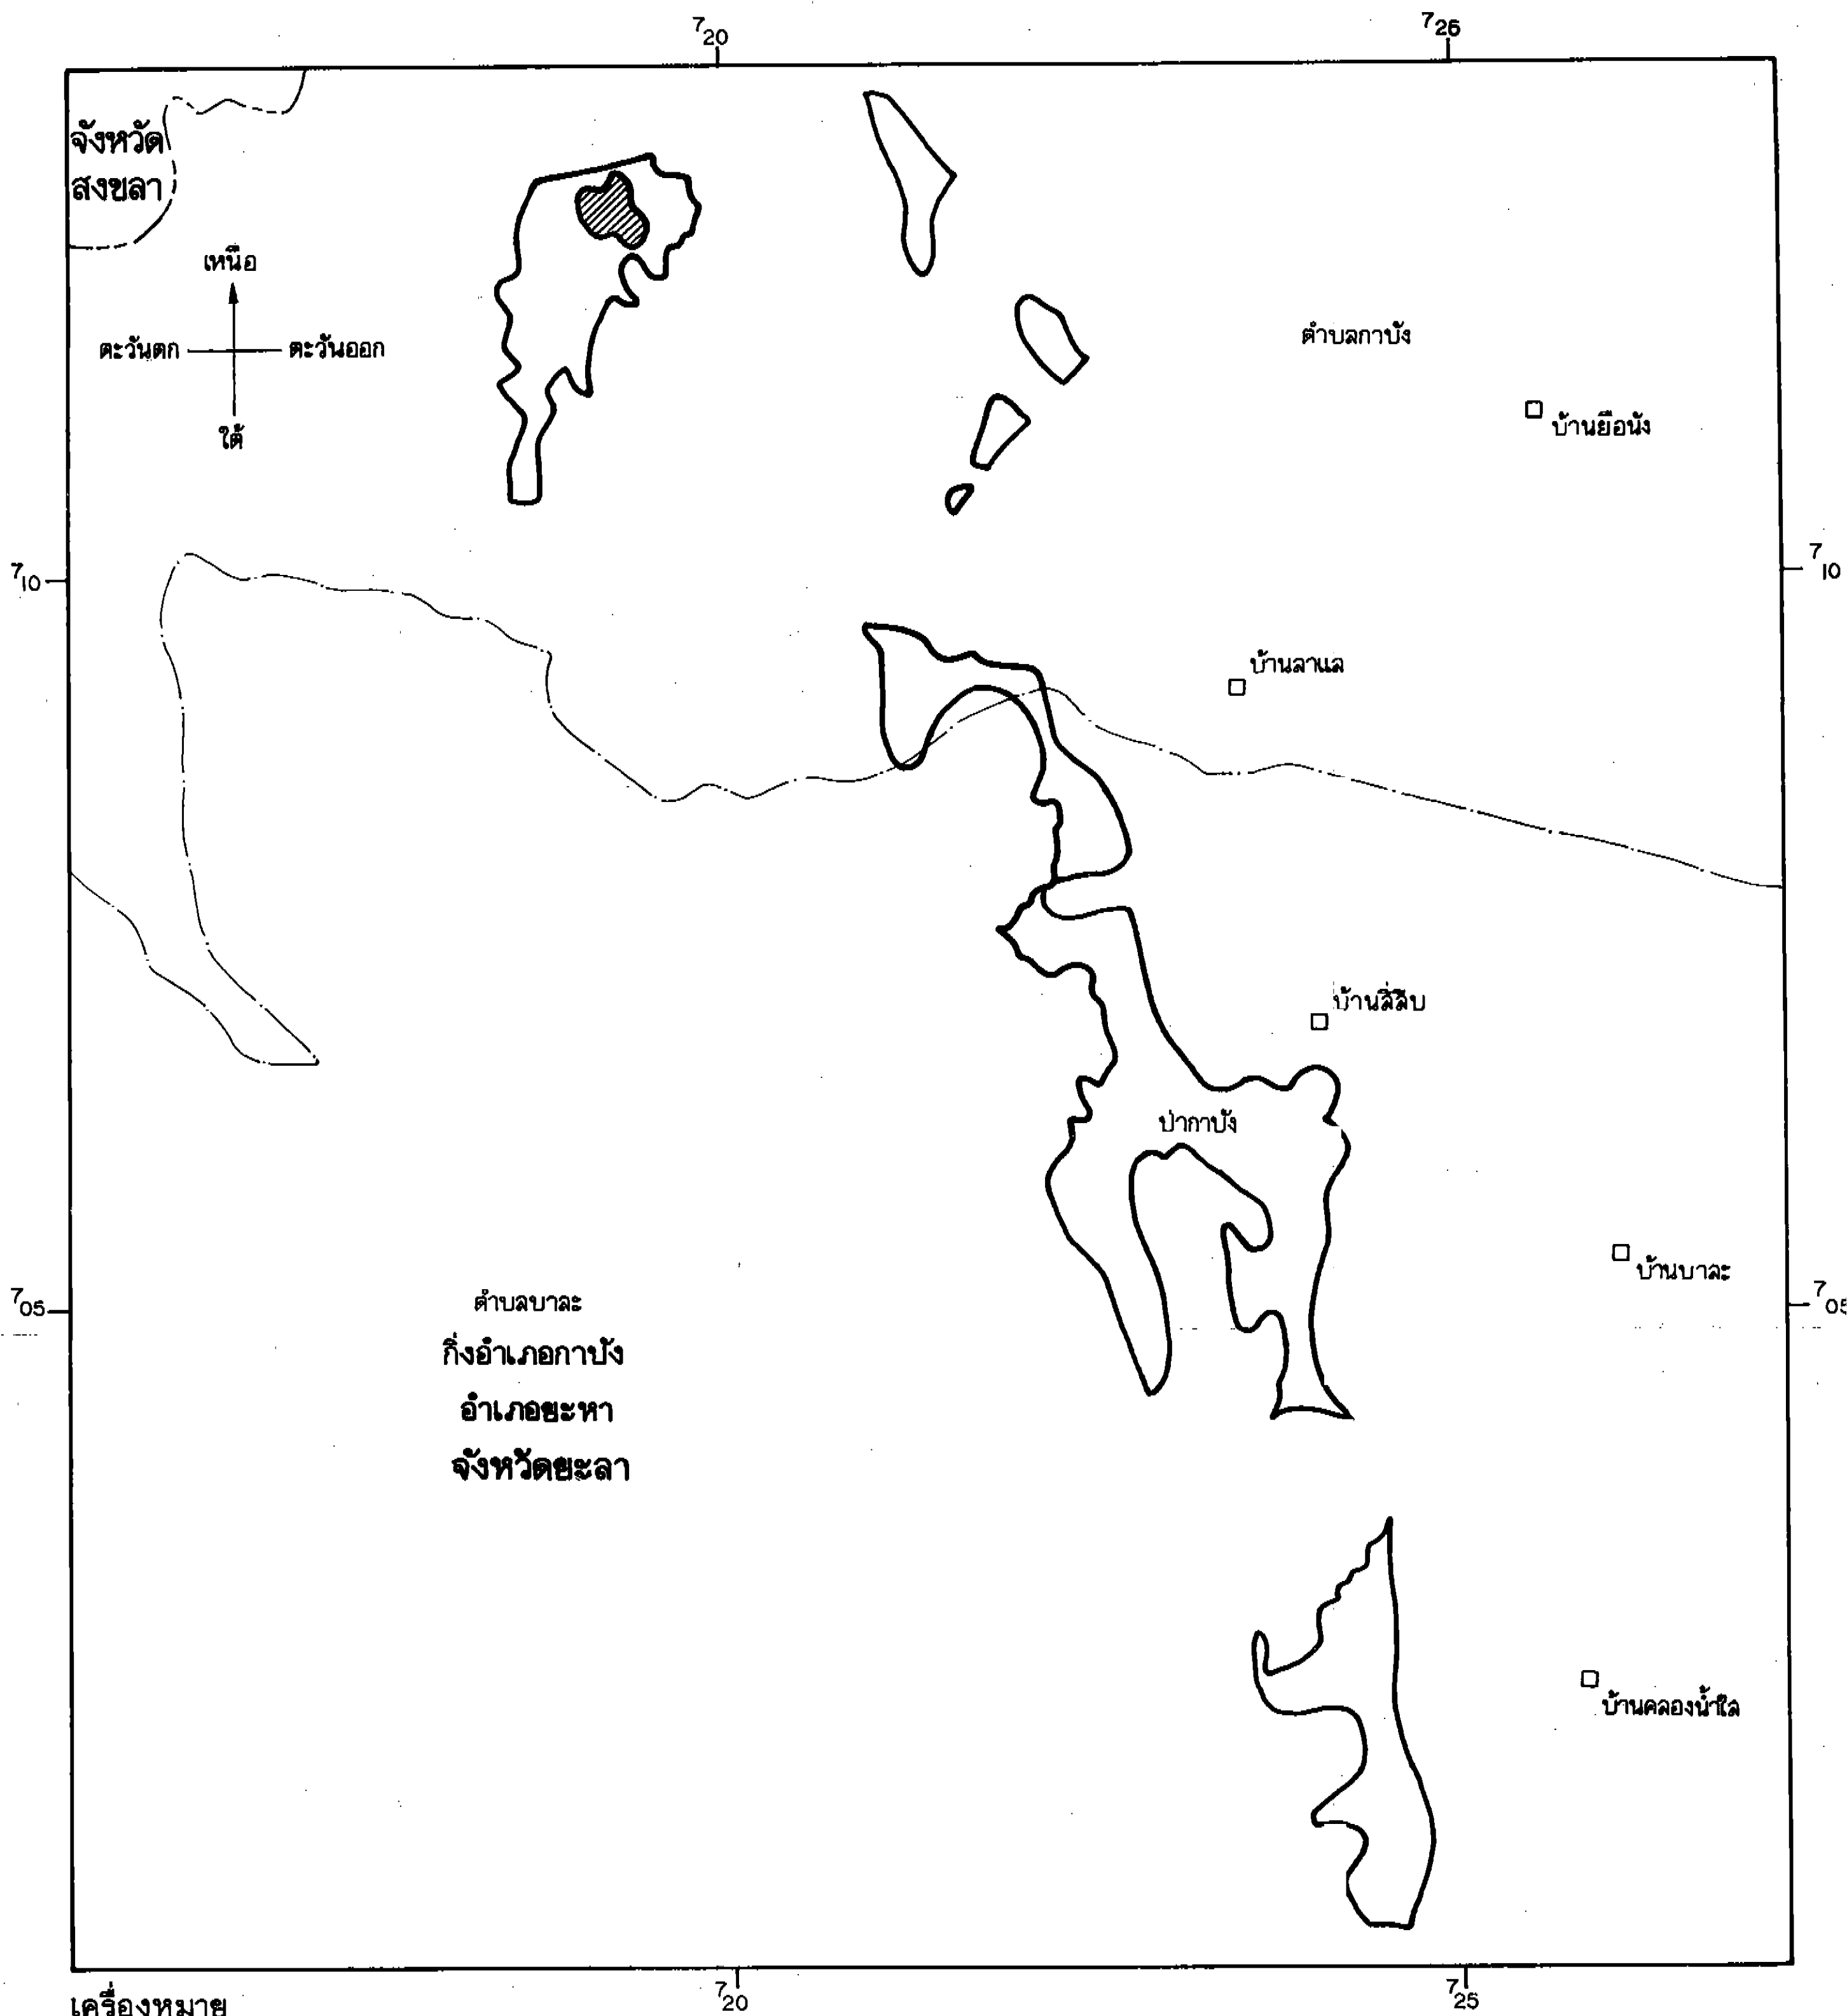 7 20
7 26
จังหวัด
สงขลา
เหนือ
ตะวันตก
ตะวันออก
ใต้
ตำบลกาบัง
บ้านยือนัง
7 10
7 10
บ้านลาแล
บ้านลี่ลีบ
ป่ากาบัง
บ้านบาละ
7 05
7 05
ตำบลบาละ
กิ่งอำเภอกาบัง
อำเภอยะหา
จังหวัดยะลา
บ้านคลองน้ำใส
7 20
7 25
เครื่องหมาย